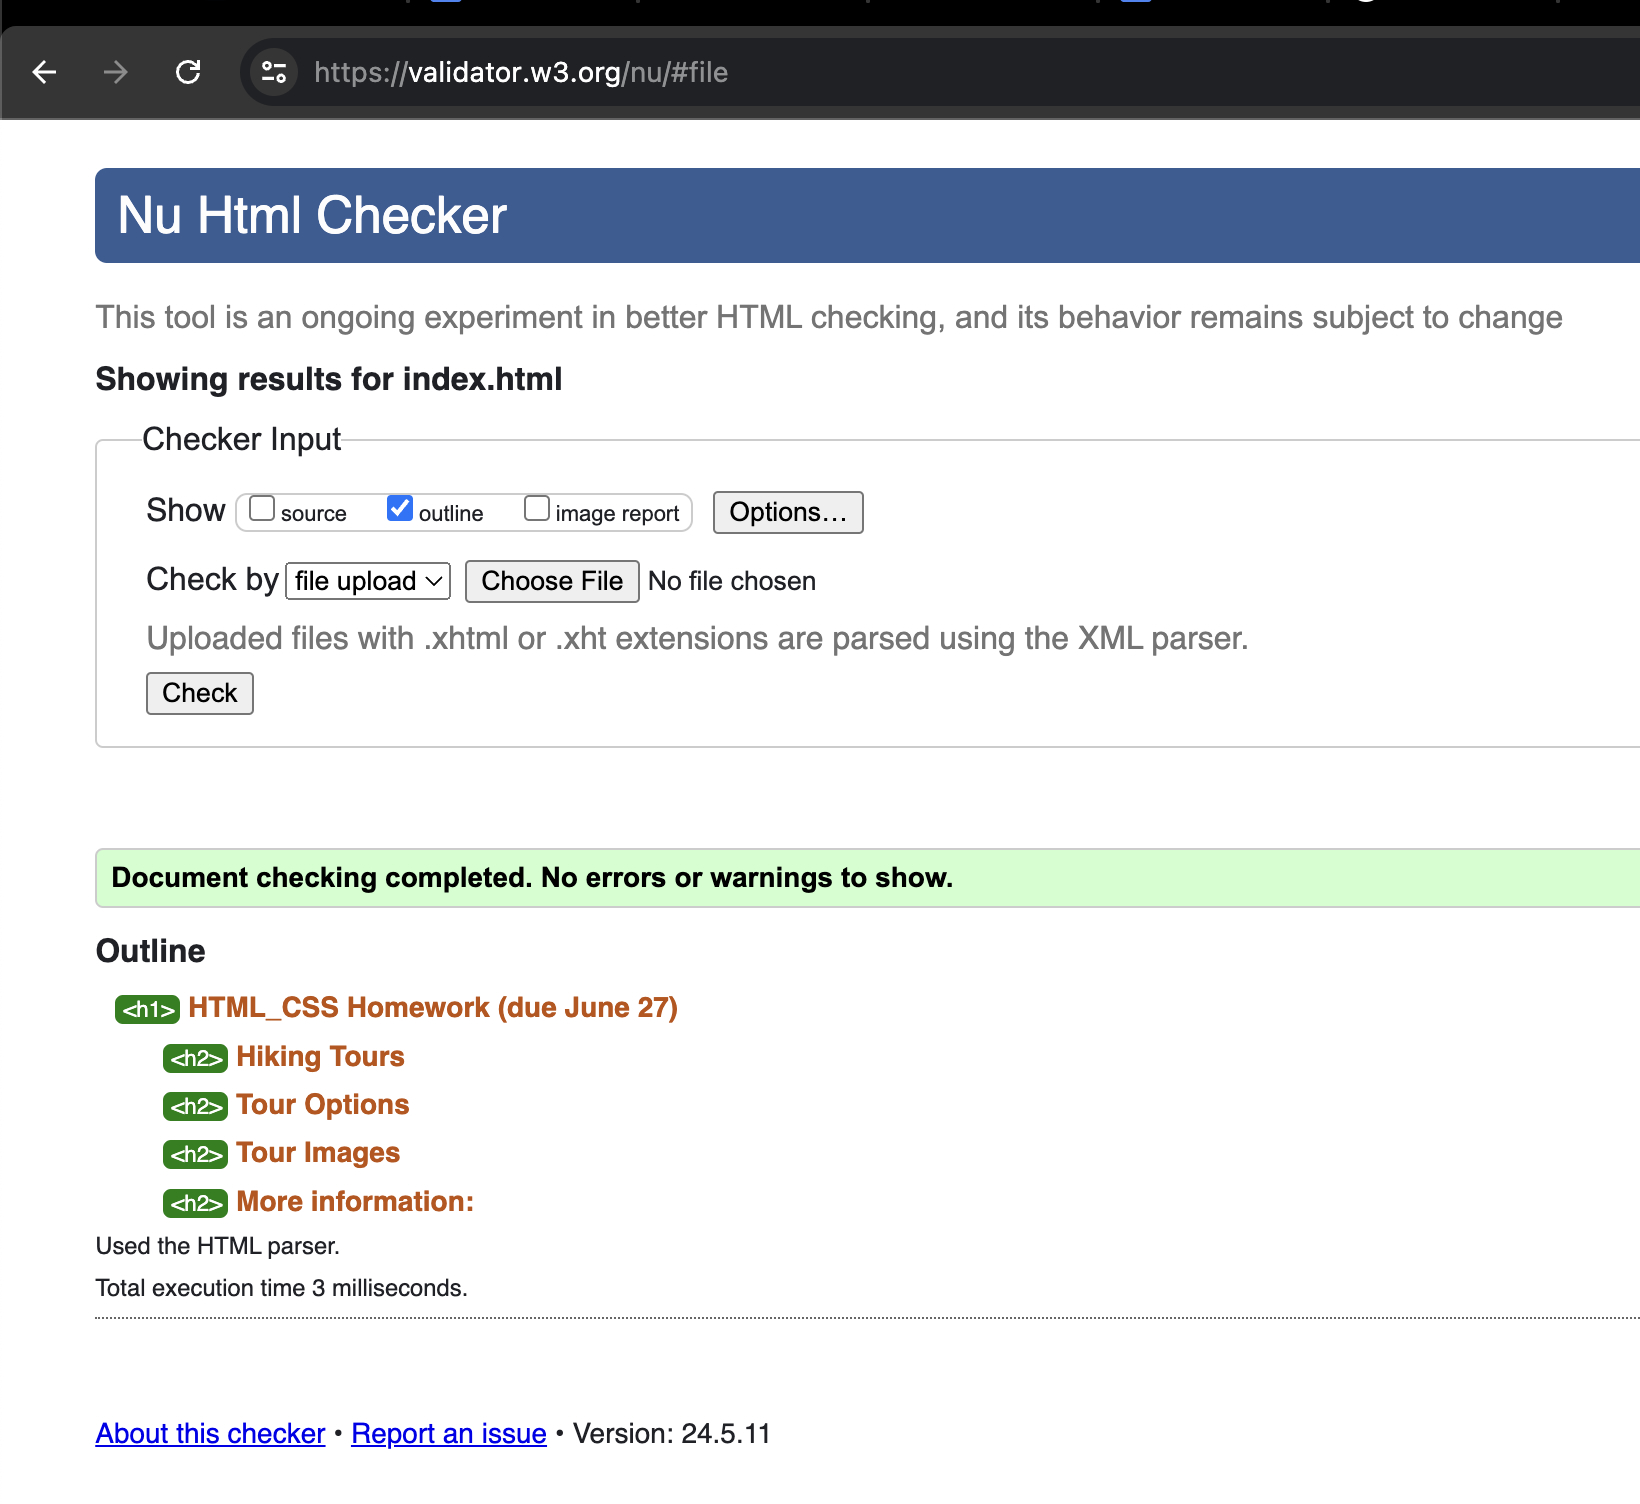 https://validator.w3.org/nu/#file
Nu Html Checker
This tool is an ongoing experiment in better HTML checking, and its behavior remains subject to change
Showing results for index.html
Checker Input
Show source outline image report Options…
Check by file upload Choose File No file chosen
Uploaded files with .xhtml or .xht extensions are parsed using the XML parser.
Check
Document checking completed. No errors or warnings to show.
Outline
<h1> HTML_CSS Homework (due June 27)
<h2> Hiking Tours
<h2> Tour Options
<h2> Tour Images
<h2> More information:
Used the HTML parser.
Total execution time 3 milliseconds.
About this checker • Report an issue • Version: 24.5.11